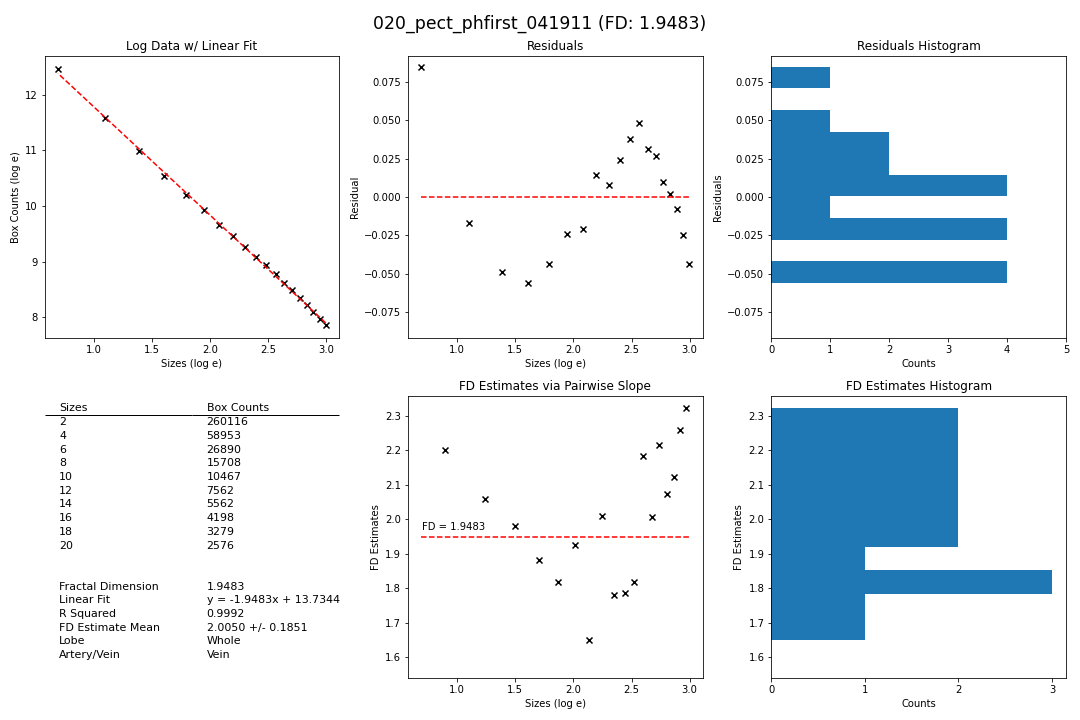 020_pect_phfirst_041911 (FD: 1.9483)
Log Data w/ Linear Fit
12
11
10
9
8
Box Counts (log e)
1.0 1.5 2.0 2.5 3.0
Sizes (log e)
Residuals
0.075
0.050
0.025
0.000
−0.025
−0.050
−0.075
Residual
1.0 1.5 2.0 2.5 3.0
Sizes (log e)
Residuals Histogram
0.075
0.050
0.025
0.000
−0.025
−0.050
−0.075
Residuals
0 1 2 3 4 5
Counts
Sizes Box Counts
2 260116
4 58953
6 26890
8 15708
10 10467
12 7562
14 5562
16 4198
18 3279
20 2576
Fractal Dimension 1.9483
Linear Fit y = -1.9483x + 13.7344
R Squared 0.9992
FD Estimate Mean 2.0050 +/- 0.1851
Lobe Whole
Artery/Vein Vein
FD Estimates via Pairwise Slope
2.3
2.2
2.1
2.0
1.9
1.8
1.7
1.6
FD Estimates
FD = 1.9483
1.0 1.5 2.0 2.5 3.0
Sizes (log e)
FD Estimates Histogram
2.3
2.2
2.1
2.0
1.9
1.8
1.7
1.6
FD Estimates
0 1 2 3
Counts